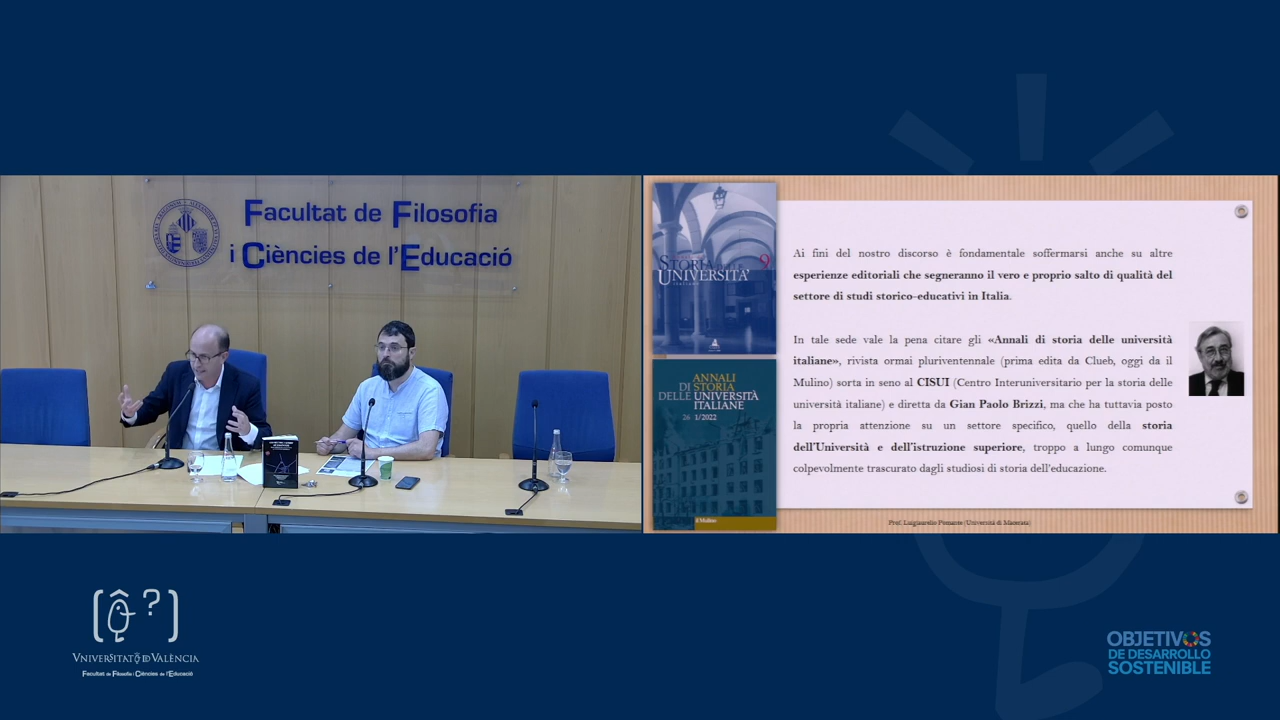 Facultat de Filosofia
i Ciències de l'Educació
STORIA DELLE
UNIVERSITA'
italiane
9
ANNALI
DI STORIA
DELLE UNIVERSITÀ
ITALIANE
26 1/2022
il Mulino
Ai fini del nostro discorso è fondamentale soffermarsi anche su altre
esperienze editoriali che segneranno il vero e proprio salto di qualità del
settore di studi storico-educativi in Italia.
In tale sede vale la pena citare gli «Annali di storia delle università
italiane», rivista ormai pluriventennale (prima edita da Clueb, oggi da il
Mulino) sorta in seno al CISUI (Centro Interuniversitario per la storia delle
università italiane) e diretta da Gian Paolo Brizzi, ma che ha tuttavia posto
la propria attenzione su un settore specifico, quello della storia
dell'Università e dell'istruzione superiore, troppo a lungo comunque
colpevolmente trascurato dagli studiosi di storia dell'educazione.
Prof. Luigiaurelio Pomante (Università di Macerata)
[Ô ?]
VNIVERSITAT DE VALÈNCIA
Facultat de Filosofia i Ciències de l'Educació
OBJETIVOS
DE DESARROLLO
SOSTENIBLE